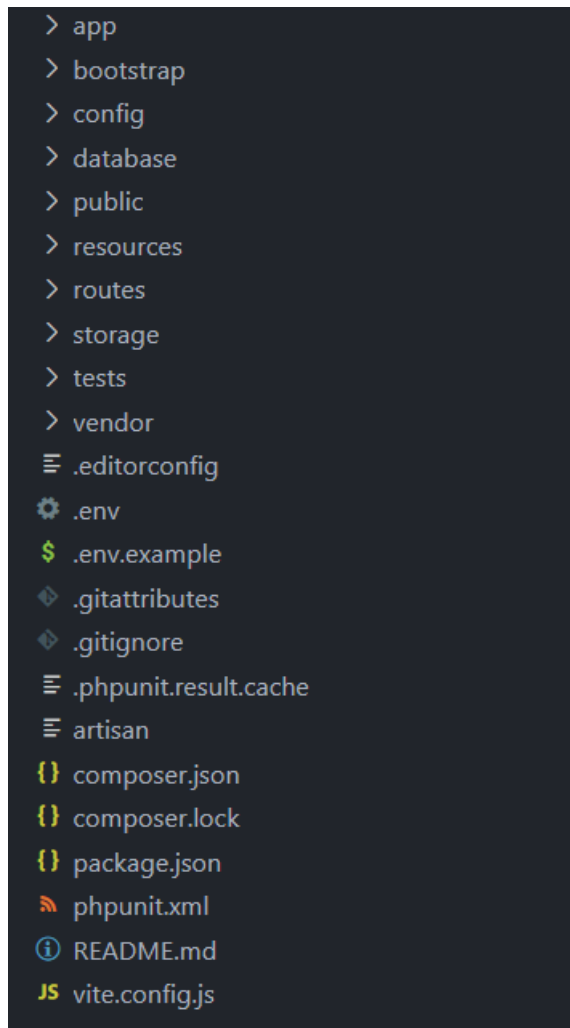 app
bootstrap
config
database
public
resources
routes
storage
tests
vendor
.editorconfig
.env
$ .env.example
.gitattributes
.gitignore
.phpunit.result.cache
artisan
{} composer.json
{} composer.lock
{} package.json
phpunit.xml
README.md
JS vite.config.js